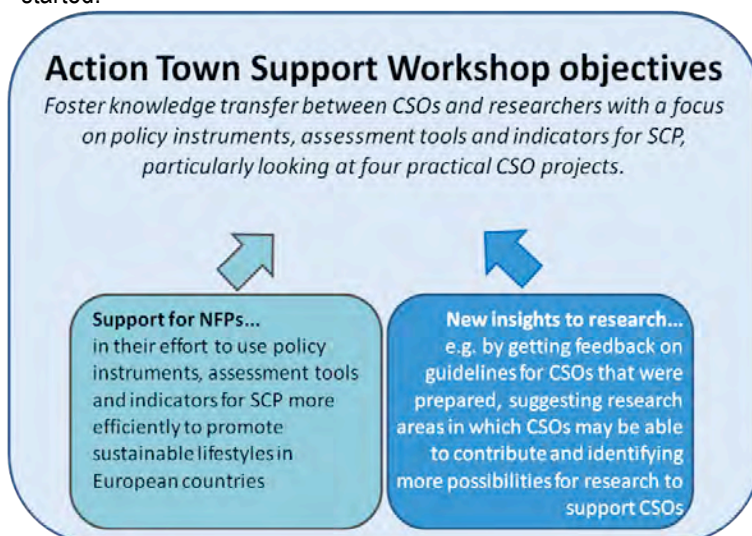 started.
Action Town Support Workshop objectives
Foster knowledge transfer between CSOs and researchers with a focus
on policy instruments, assessment tools and indicators for SCP,
particularly looking at four practical CSO projects.
Support for NFPs...
in their effort to use policy
instruments, assessment tools
and indicators for SCP more
efficiently to promote
sustainable lifestyles in
European countries
New insights to research...
e.g. by getting feedback on
guidelines for CSOs that were
prepared, suggesting research
areas in which CSOs may be able
to contribute and identifying
more possibilities for research to
support CSOs